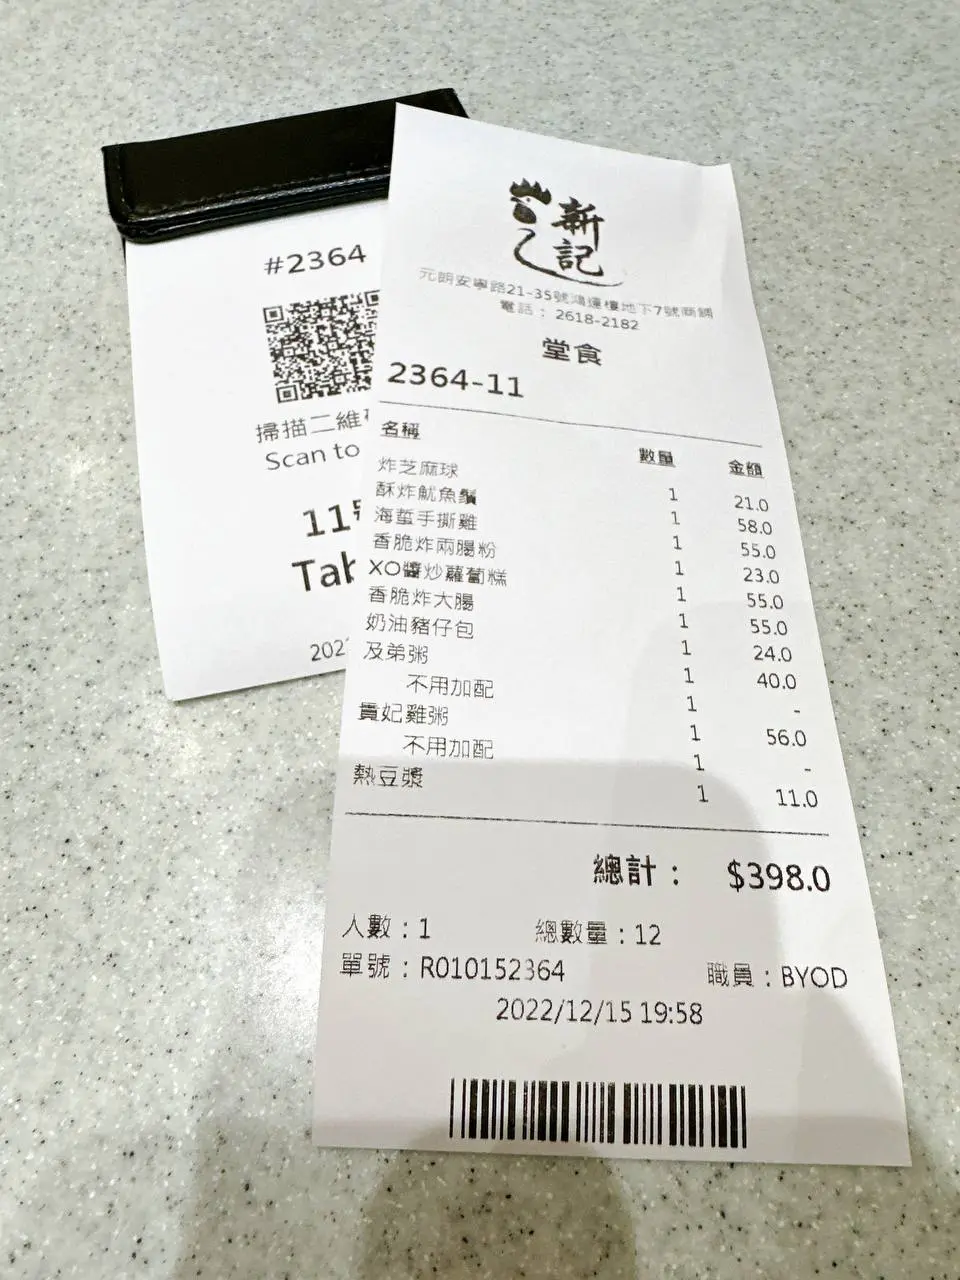 #2364
掃描二維
Scan to
11
Tab
202
新
記
元朗安寧路21-35號鴻運樓地下7號商鋪
電話： 2618-2182
堂食
2364-11
名稱 數量 金額
炸芝麻球 1 21.0
酥炸魷魚鬚 1 58.0
海蜇手撕雞 1 55.0
香脆炸兩腸粉 1 23.0
XO醬炒蘿蔔糕 1 55.0
香脆炸大腸 1 55.0
奶油豬仔包 1 24.0
及弟粥 1 40.0
不用加配 1 -
貴妃雞粥 1 56.0
不用加配 1 -
熱豆漿 1 11.0
總計： $398.0
人數：1 總數量：12
單號：R010152364 職員：BYOD
2022/12/15 19:58